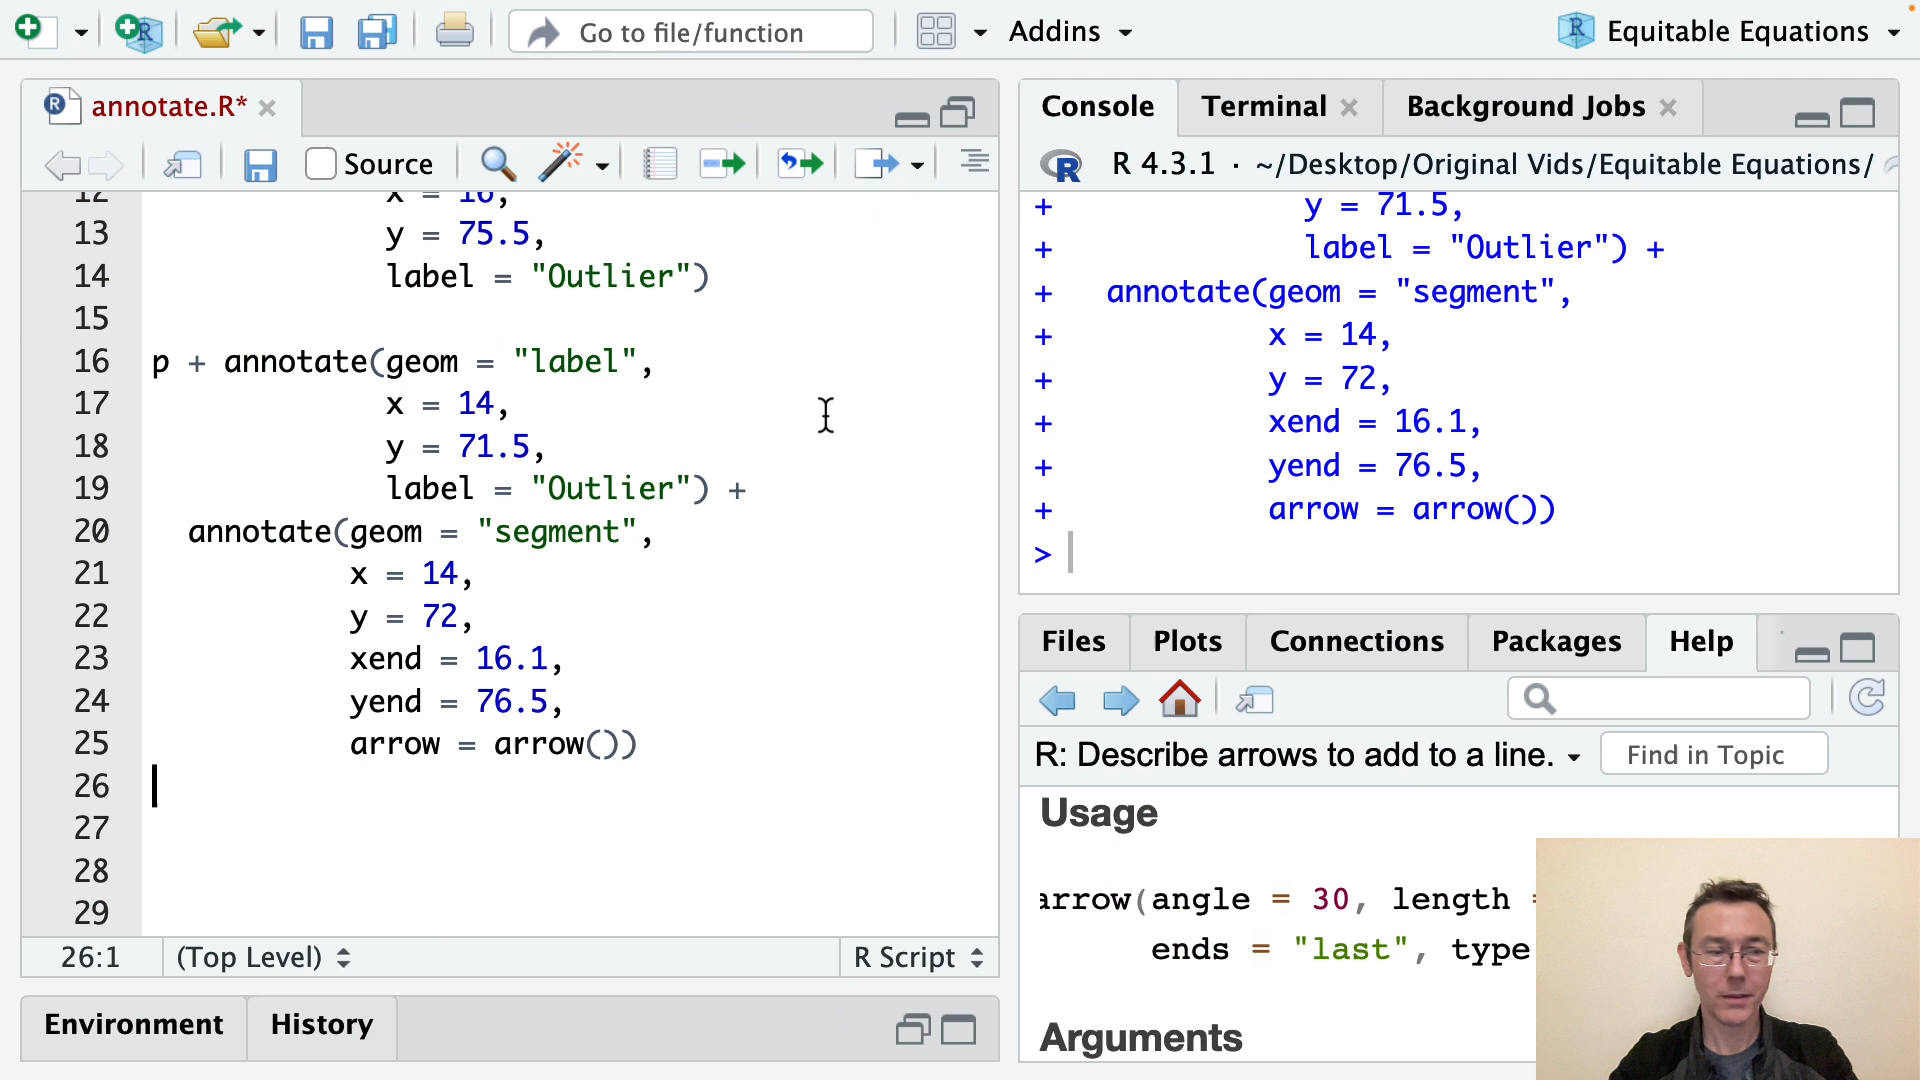 Go to file/function
Addins
Equitable Equations
annotate.R*
Source
12 x = 16,
13 y = 75.5,
14 label = "Outlier")
15
16 p + annotate(geom = "label",
17 x = 14,
18 y = 71.5,
19 label = "Outlier") +
20 annotate(geom = "segment",
21 x = 14,
22 y = 72,
23 xend = 16.1,
24 yend = 76.5,
25 arrow = arrow())
26
27
28
29
26:1 (Top Level) R Script
Environment History
Console Terminal Background Jobs
R 4.3.1 · ~/Desktop/Original Vids/Equitable Equations/
+ y = 71.5,
+ label = "Outlier") +
+ annotate(geom = "segment",
+ x = 14,
+ y = 72,
+ xend = 16.1,
+ yend = 76.5,
+ arrow = arrow())
>
Files Plots Connections Packages Help
R: Describe arrows to add to a line. Find in Topic
Usage
arrow(angle = 30, length =
ends = "last", type
Arguments